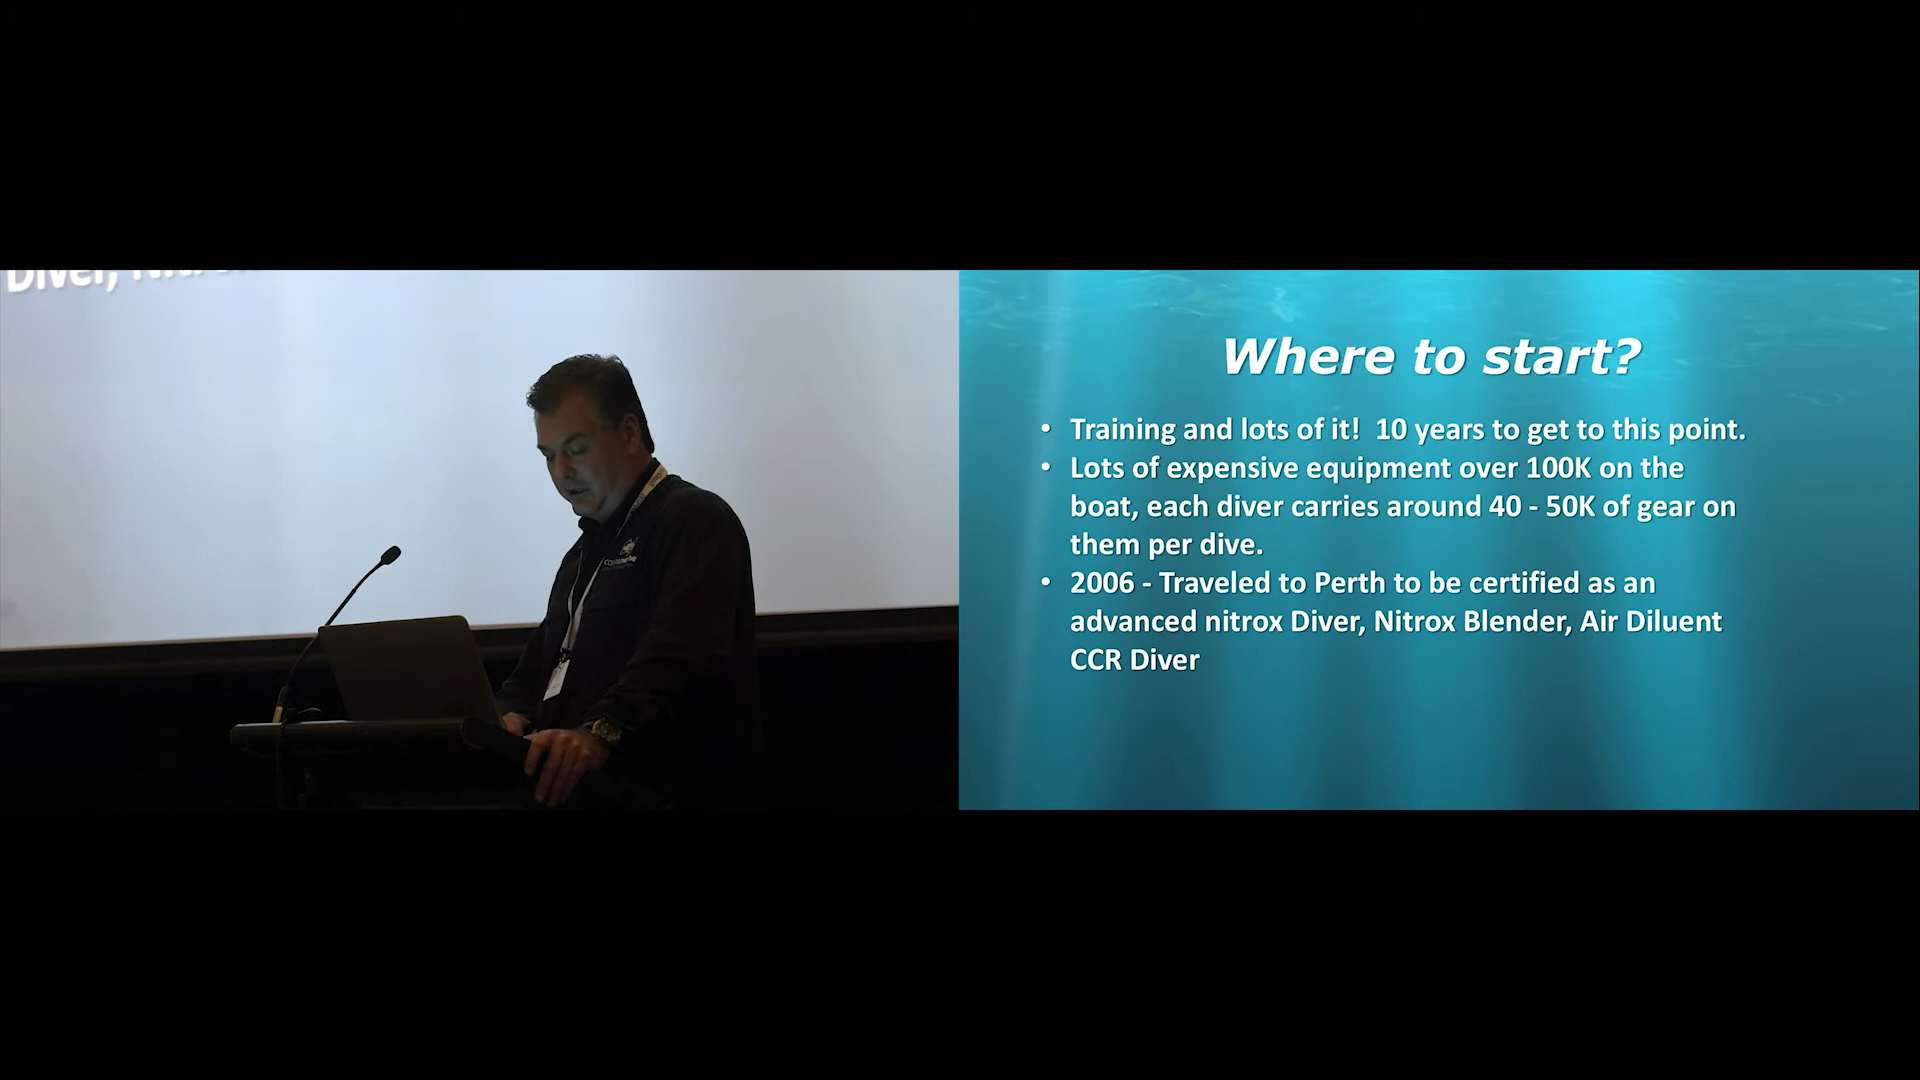 Diver,
Where to start?
• Training and lots of it!  10 years to get to this point.
• Lots of expensive equipment over 100K on the
boat, each diver carries around 40 - 50K of gear on
them per dive.
• 2006 - Traveled to Perth to be certified as an
advanced nitrox Diver, Nitrox Blender, Air Diluent
CCR Diver